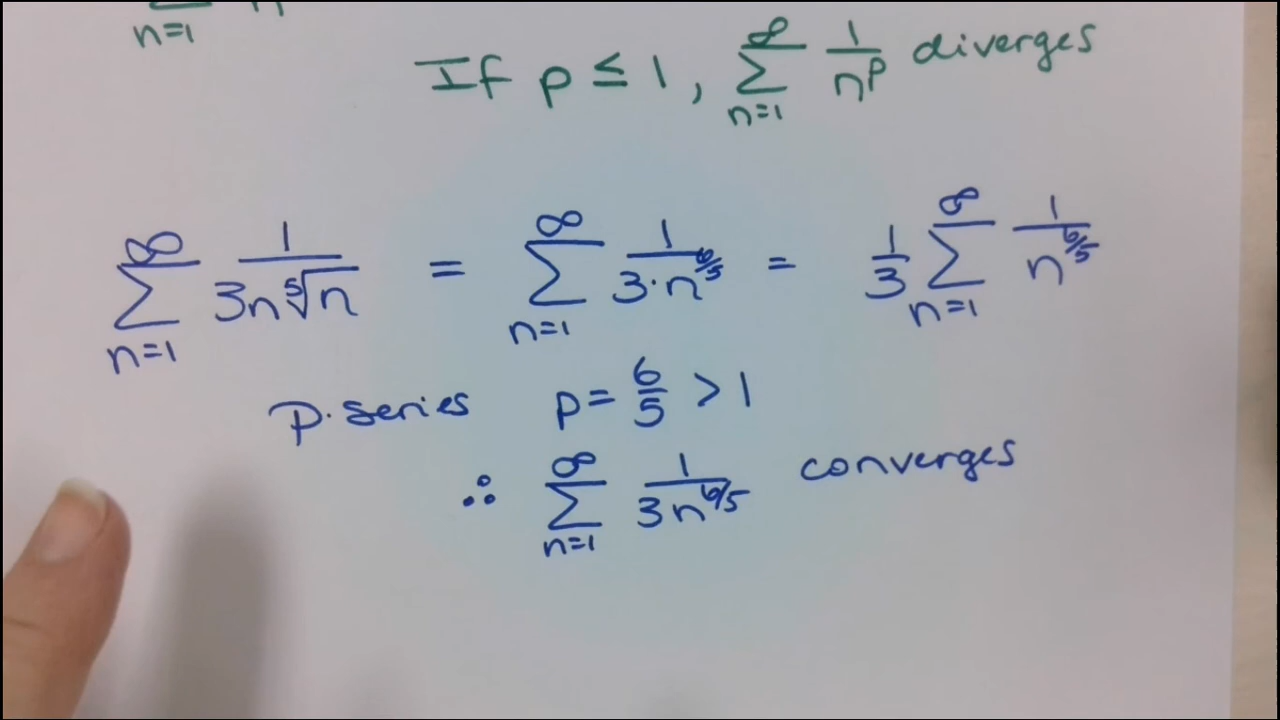 n=1 n
If p ≤ 1, ∞ Σ n=1 1/n^p diverges
∞ Σ n=1 1/(3n ⁵√n) = ∞ Σ n=1 1/(3·n^(6/5)) = 1/3 ∞ Σ n=1 1/n^(6/5)
p-series p = 6/5 > 1
∴ ∞ Σ n=1 1/(3n^(6/5)) converges